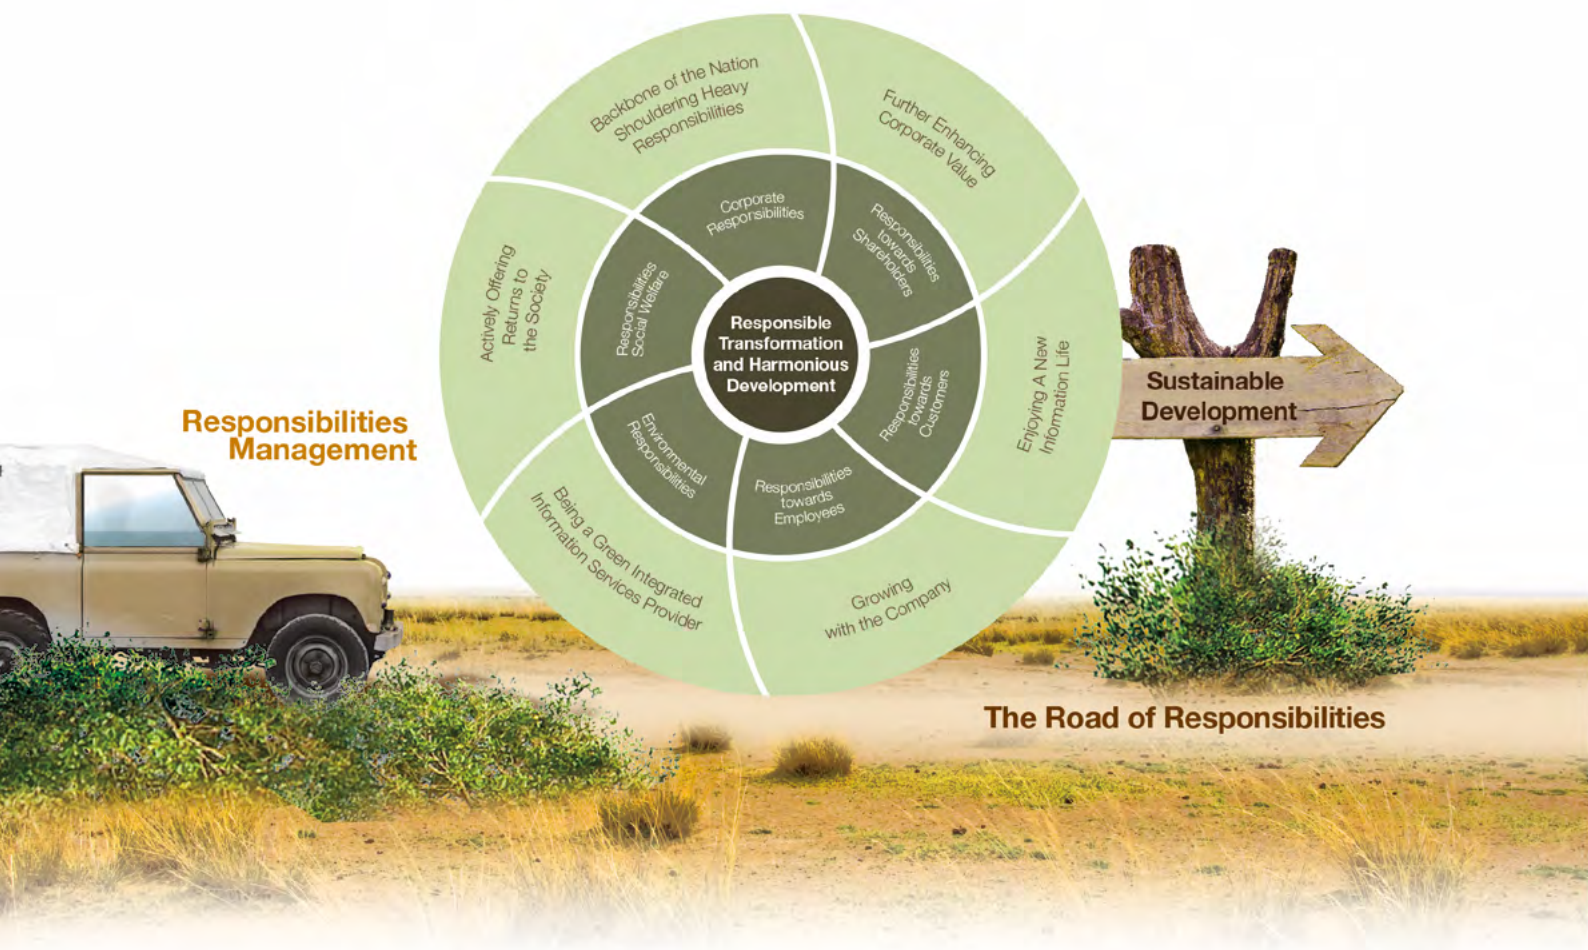 Backbone of the Nation
Shouldering Heavy
Responsibilities
Further Enhancing
Corporate Value
Corporate
Responsibilities
Responsibilities
towards
Shareholders
Actively Offering
Returns to
the Society
Responsibilities
Social Welfare
Responsible
Transformation
and Harmonious
Development
Responsibilities
towards
Customers
Enjoying A New
Information Life
Sustainable
Development
Responsibilities
Management
Environmental
Responsibilities
Responsibilities
towards
Employees
Being a Green Integrated
Information Services Provider
Growing
with the Company
The Road of Responsibilities